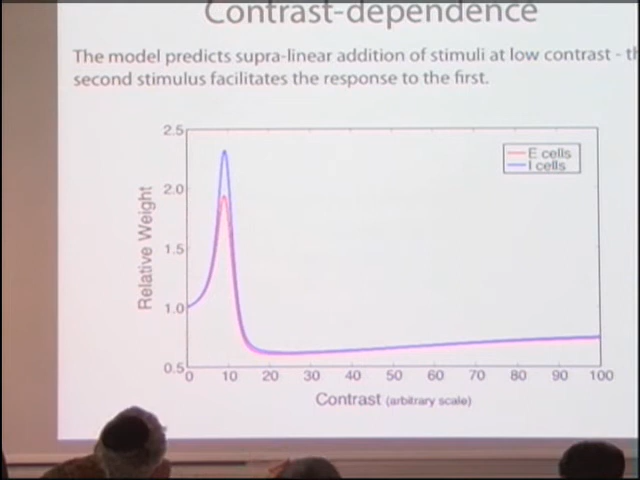 Contrast-dependence
The model predicts supra-linear addition of stimuli at low contrast - th
second stimulus facilitates the response to the first.
2.5
2.0
1.5
1.0
0.5
Relative Weight
E cells
I cells
0 10 20 30 40 50 60 70 80 90 100
Contrast (arbitrary scale)